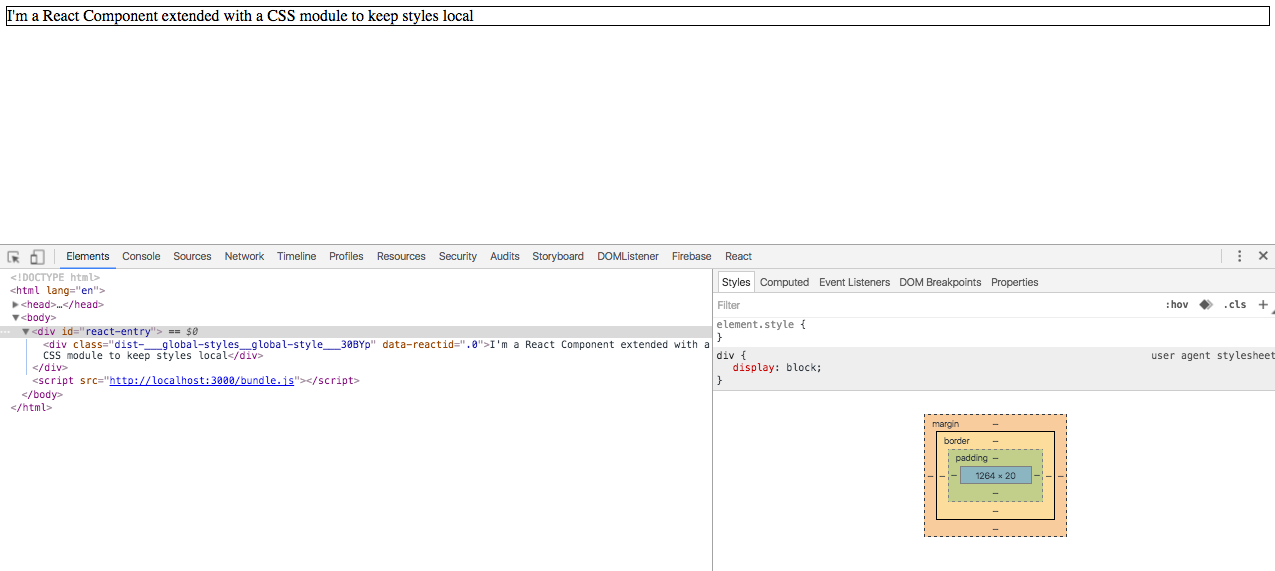 I'm a React Component extended with a CSS module to keep styles local
Elements Console Sources Network Timeline Profiles Resources Security Audits Storyboard DOMListener Firebase React
<!DOCTYPE html>
<html lang="en">
<head>…</head>
<body>
<div id="react-entry"> == $0
<div class="dist-___global-styles__global-style___30BYp" data-reactid=".0">I'm a React Component extended with a
CSS module to keep styles local</div>
</div>
<script src="http://localhost:3000/bundle.js"></script>
</body>
</html>
Styles Computed Event Listeners DOM Breakpoints Properties
Filter :hov .cls +
element.style {
}
div { user agent stylesheet
display: block;
}
margin –
border –
padding –
– – – 1264 × 20 – – –
–
–
–